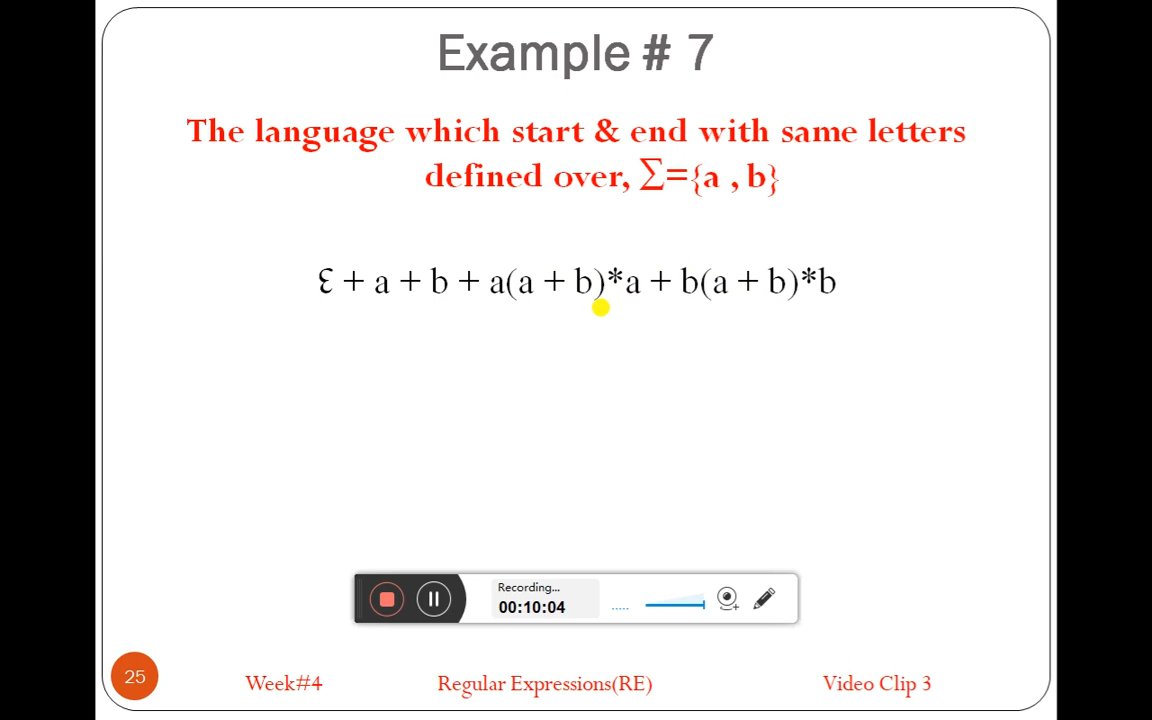 Example # 7
The language which start & end with same letters
defined over, ∑={a , b}
Ɛ + a + b + a(a + b)*a + b(a + b)*b
Recording...
00:10:04
25
Week#4
Regular Expressions(RE)
Video Clip 3